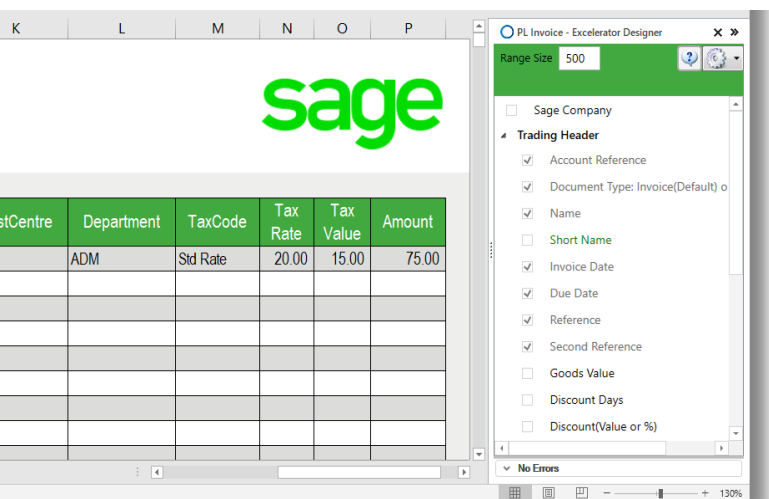 K L M N O P
PL Invoice - Excelerator Designer
Range Size 500
sage
Sage Company
Trading Header
Account Reference
Document Type: Invoice(Default) o
Name
Short Name
Invoice Date
Due Date
Reference
Second Reference
Goods Value
Discount Days
Discount(Value or %)
stCentre Department TaxCode Tax Rate Tax Value Amount
ADM Std Rate 20.00 15.00 75.00
No Errors
130%